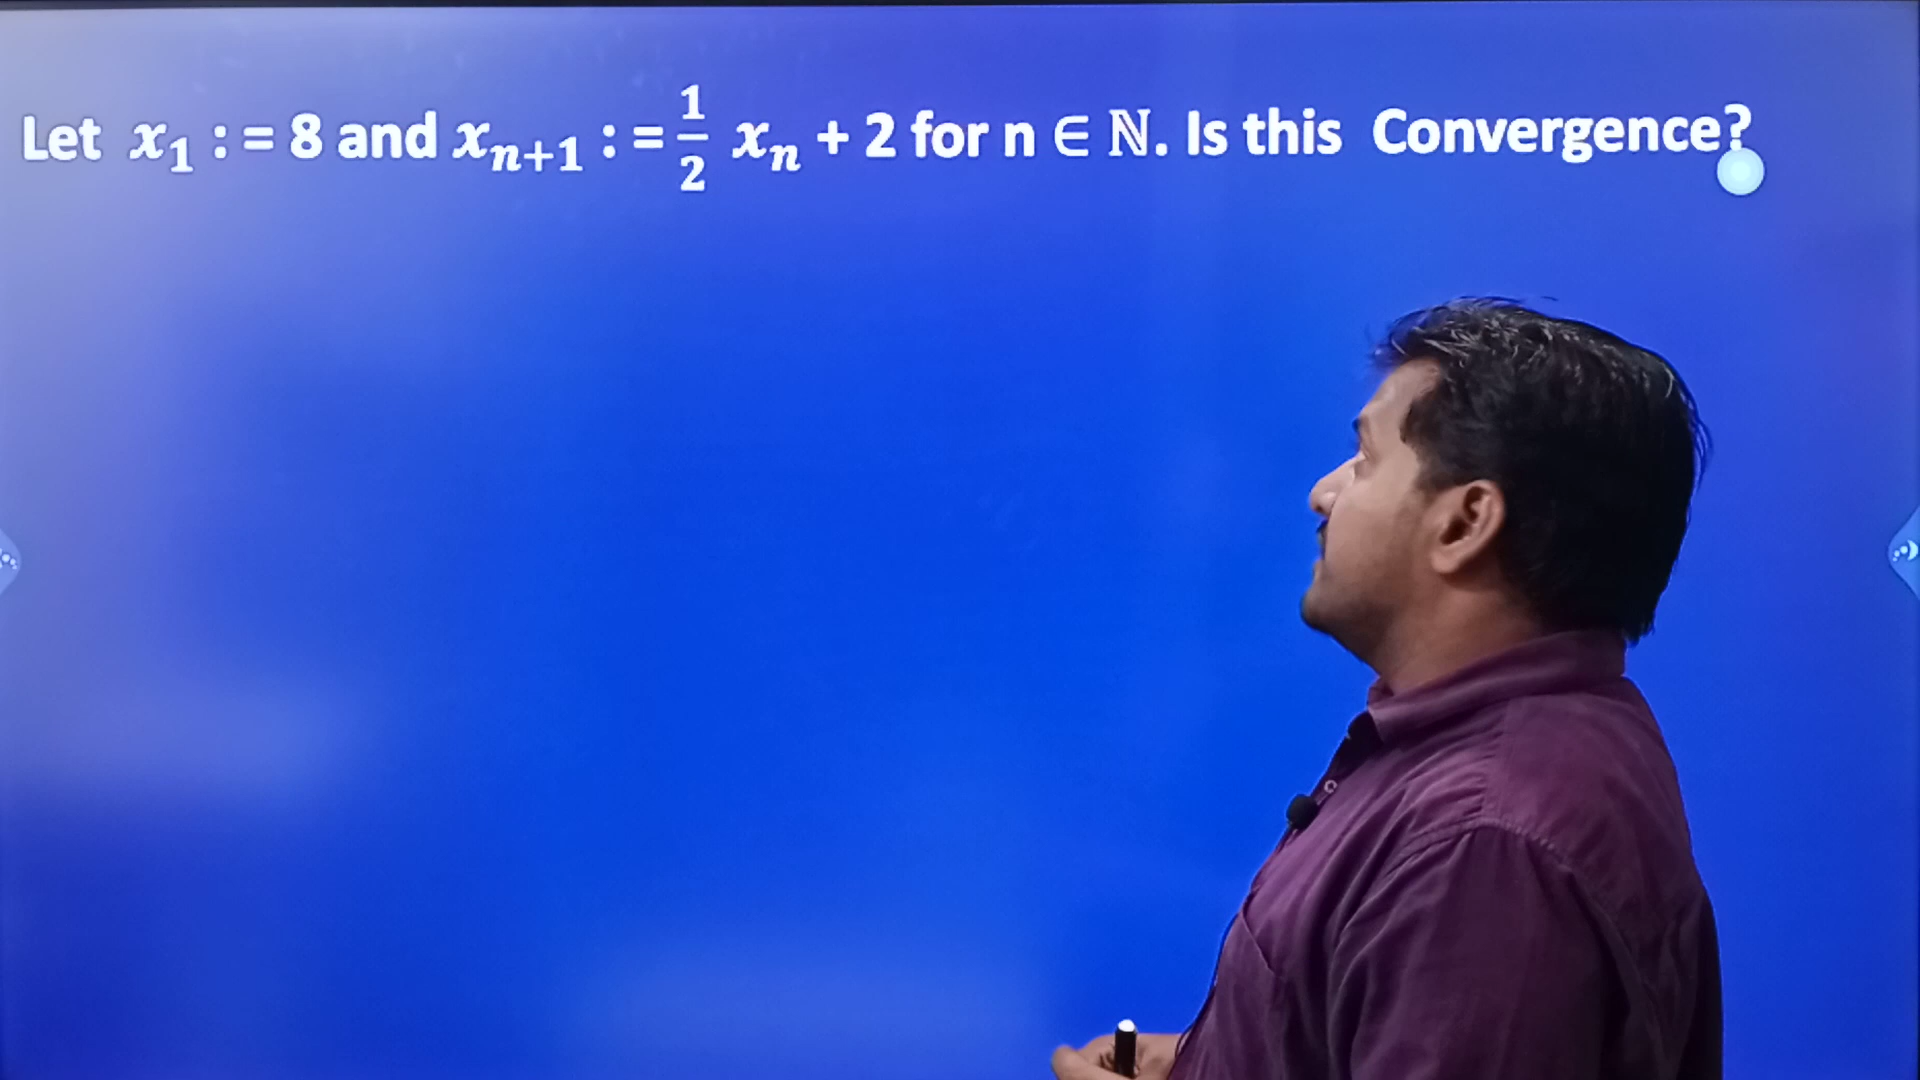 Let x₁ := 8 and xₙ₊₁ := 1/2 xₙ + 2 for n ∈ ℕ. Is this Convergence?